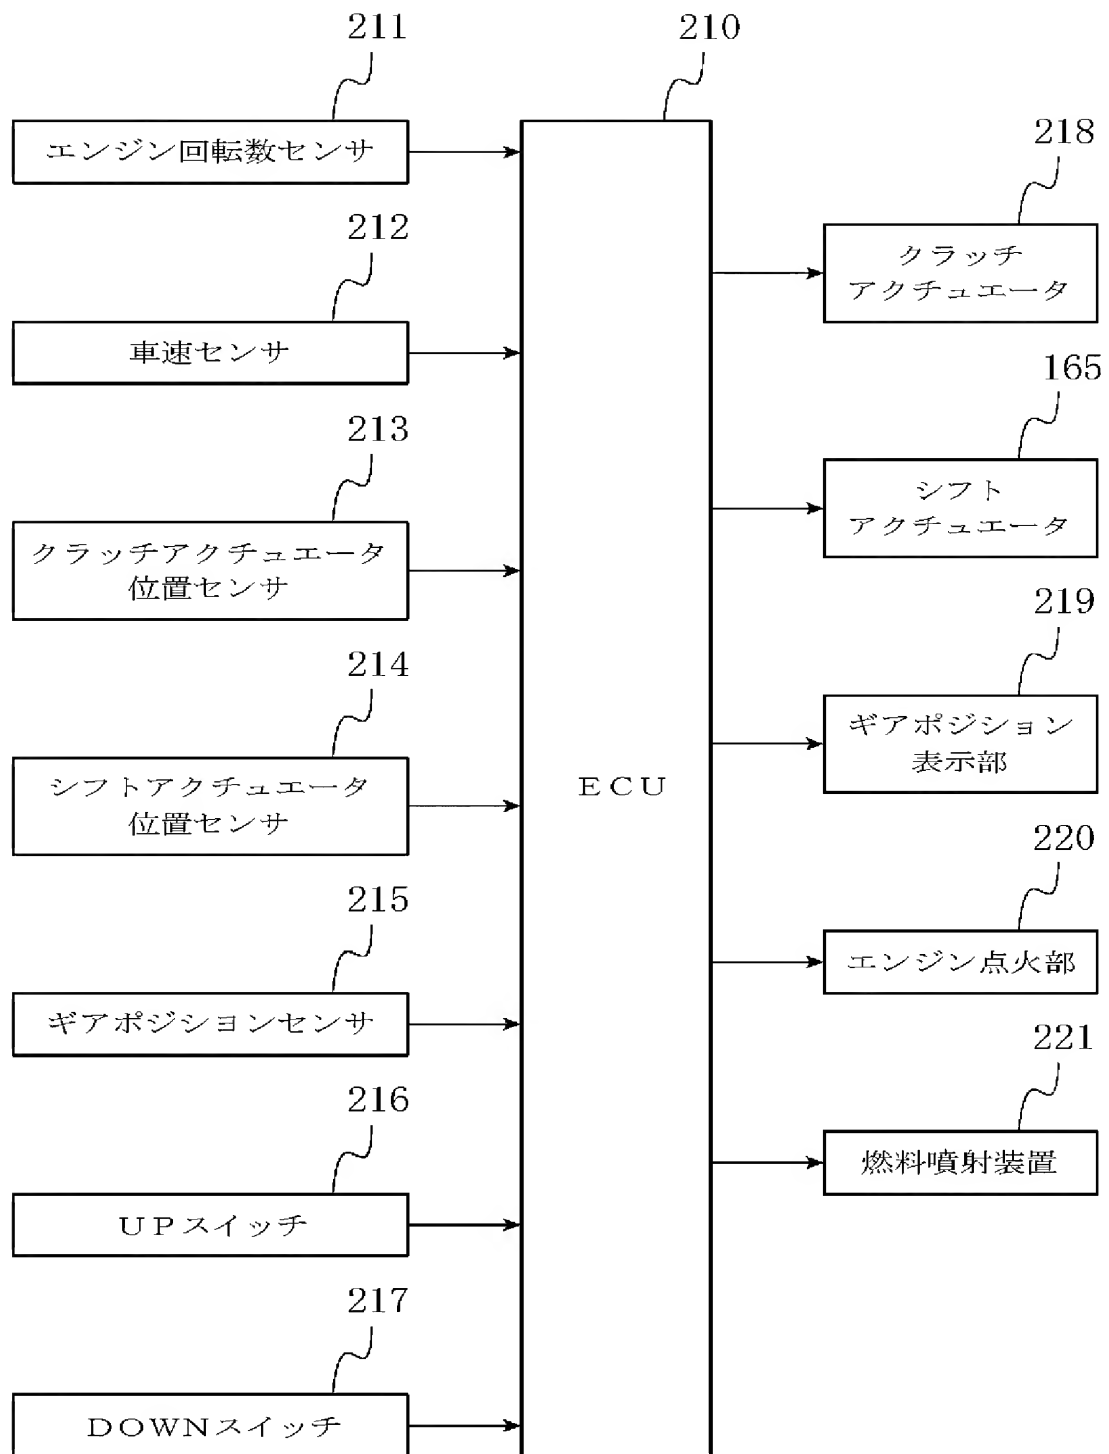 211
エンジン回転数センサ
212
車速センサ
213
クラッチアクチュエータ
位置センサ
214
シフトアクチュエータ
位置センサ
215
ギアポジションセンサ
216
UPスイッチ
217
DOWNスイッチ
210
ECU
218
クラッチ
アクチュエータ
165
シフト
アクチュエータ
219
ギアポジション
表示部
220
エンジン点火部
221
燃料噴射装置